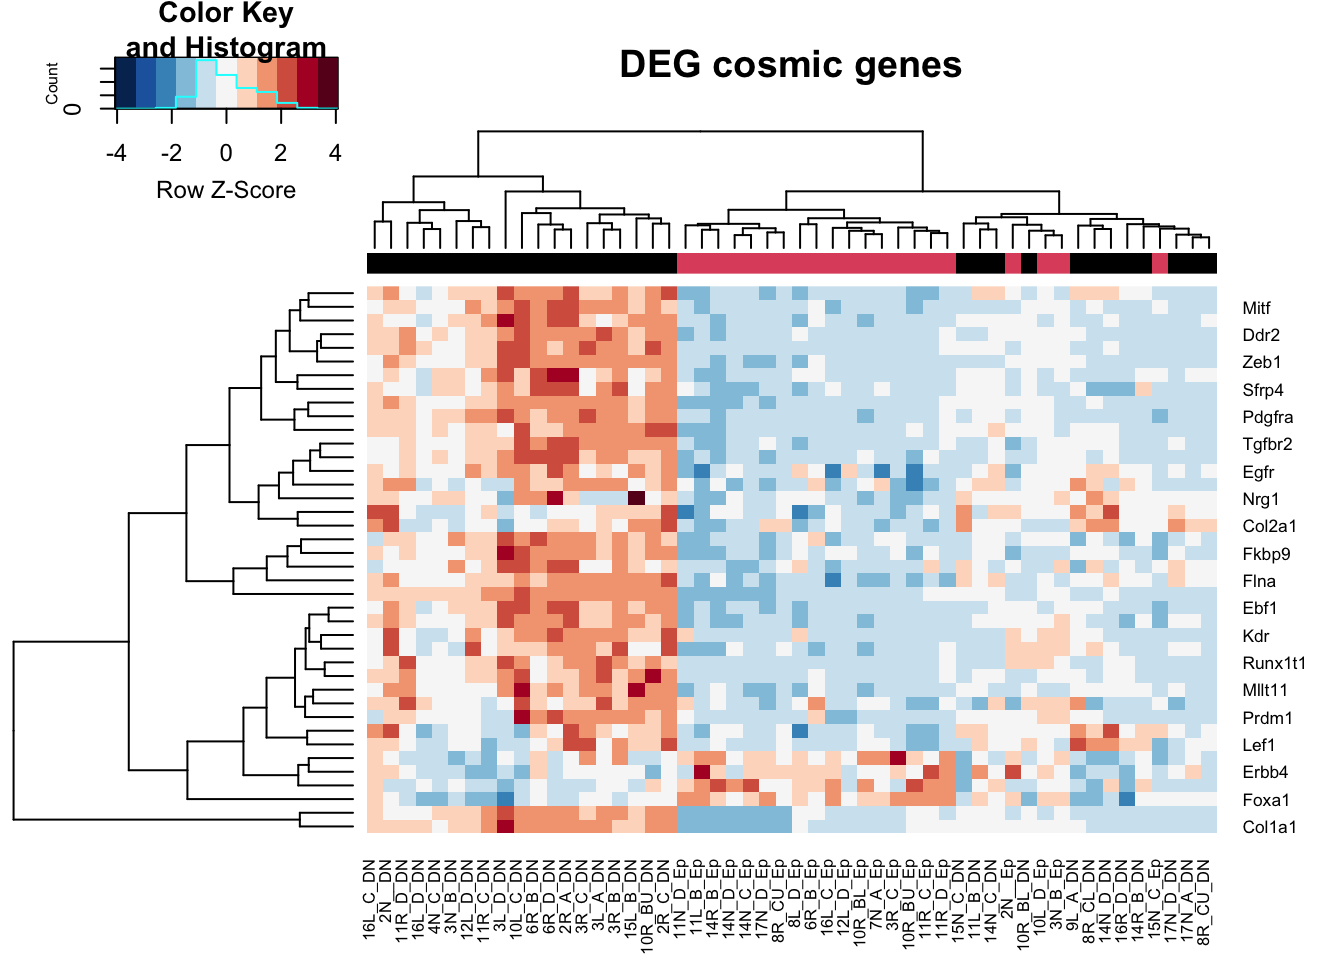 Color Key
and Histogram
DEG cosmic genes
Count
0
-4 -2 0 2 4
Row Z-Score
Mitf
Ddr2
Zeb1
Sfrp4
Pdgfra
Tgfbr2
Egfr
Nrg1
Col2a1
Fkbp9
Flna
Ebf1
Kdr
Runx1t1
Mllt11
Prdm1
Lef1
Erbb4
Foxa1
Col1a1
16L_C_DN
2N__DN
11R_D_DN
16L_D_DN
4N_C_DN
3N_B_DN
12L_D_DN
11R_C_DN
3L_D_DN
10L_C_DN
6R_B_DN
6R_D_DN
2R_A_DN
3R_C_DN
3L_A_DN
3R_B_DN
15L_B_DN
10R_BU_DN
2R_C_DN
11N_D_Ep
11L_B_Ep
14R_B_Ep
14N_D_Ep
14N_C_Ep
17N_D_Ep
8R_CU_Ep
8L_D_Ep
6R_B_Ep
16L_C_Ep
12L_D_Ep
10R_BL_Ep
7N_A_Ep
3R_C_Ep
10R_BU_Ep
11R_C_Ep
11R_D_Ep
15N_C_DN
11L_B_DN
14N_C_DN
2N__Ep
10R_BL_DN
10L_D_Ep
3N_B_Ep
9L_A_DN
8R_CL_DN
14N_D_DN
16R_D_DN
14R_B_DN
15N_C_Ep
17N_D_DN
17N_A_DN
8R_CU_DN